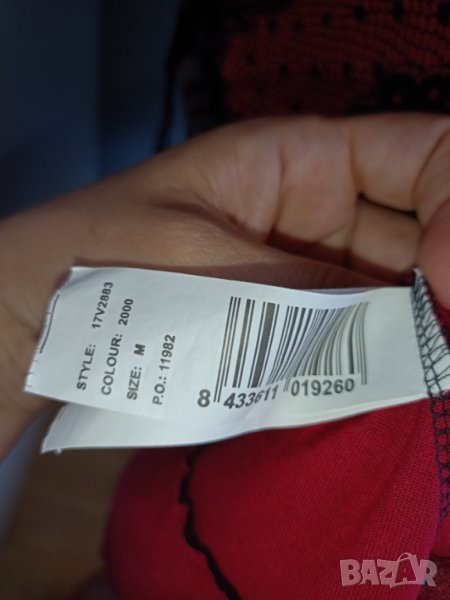 STYLE: 17V2883
COLOUR: 2000
SIZE: M
P.O.: 11982
8 433611 019260
BAZAR